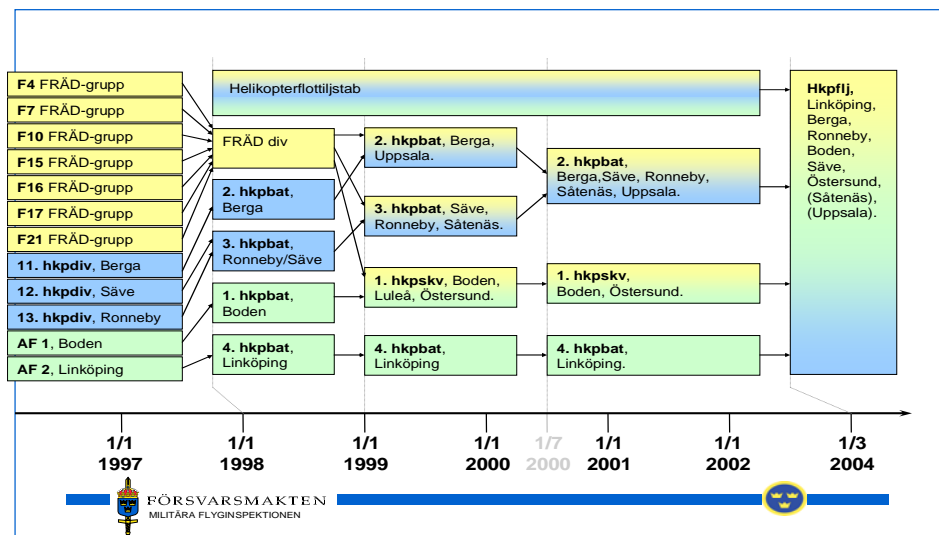 F4 FRÄD-grupp
F7 FRÄD-grupp
F10 FRÄD-grupp
F15 FRÄD-grupp
F16 FRÄD-grupp
F17 FRÄD-grupp
F21 FRÄD-grupp
11. hkpdiv, Berga
12. hkpdiv, Säve
13. hkpdiv, Ronneby
AF 1, Boden
AF 2, Linköping
Helikopterflottiljstab
FRÄD div
2. hkpbat,
Berga
3. hkpbat,
Ronneby/Säve
1. hkpbat,
Boden
4. hkpbat,
Linköping
2. hkpbat, Berga,
Uppsala.
3. hkpbat, Säve,
Ronneby, Såtenäs.
1. hkpskv, Boden,
Luleå, Östersund.
4. hkpbat,
Linköping
2. hkpbat,
Berga,Säve, Ronneby,
Såtenäs, Uppsala.
1. hkpskv,
Boden, Östersund.
4. hkpbat,
Linköping.
Hkpflj,
Linköping,
Berga,
Ronneby,
Boden,
Säve,
Östersund,
(Såtenäs),
(Uppsala).
1/1
1997
1/1
1998
1/1
1999
1/1
2000
1/7
2000
1/1
2001
1/1
2002
1/3
2004
FÖRSVARSMAKTEN
MILITÄRA FLYGINSPEKTIONEN